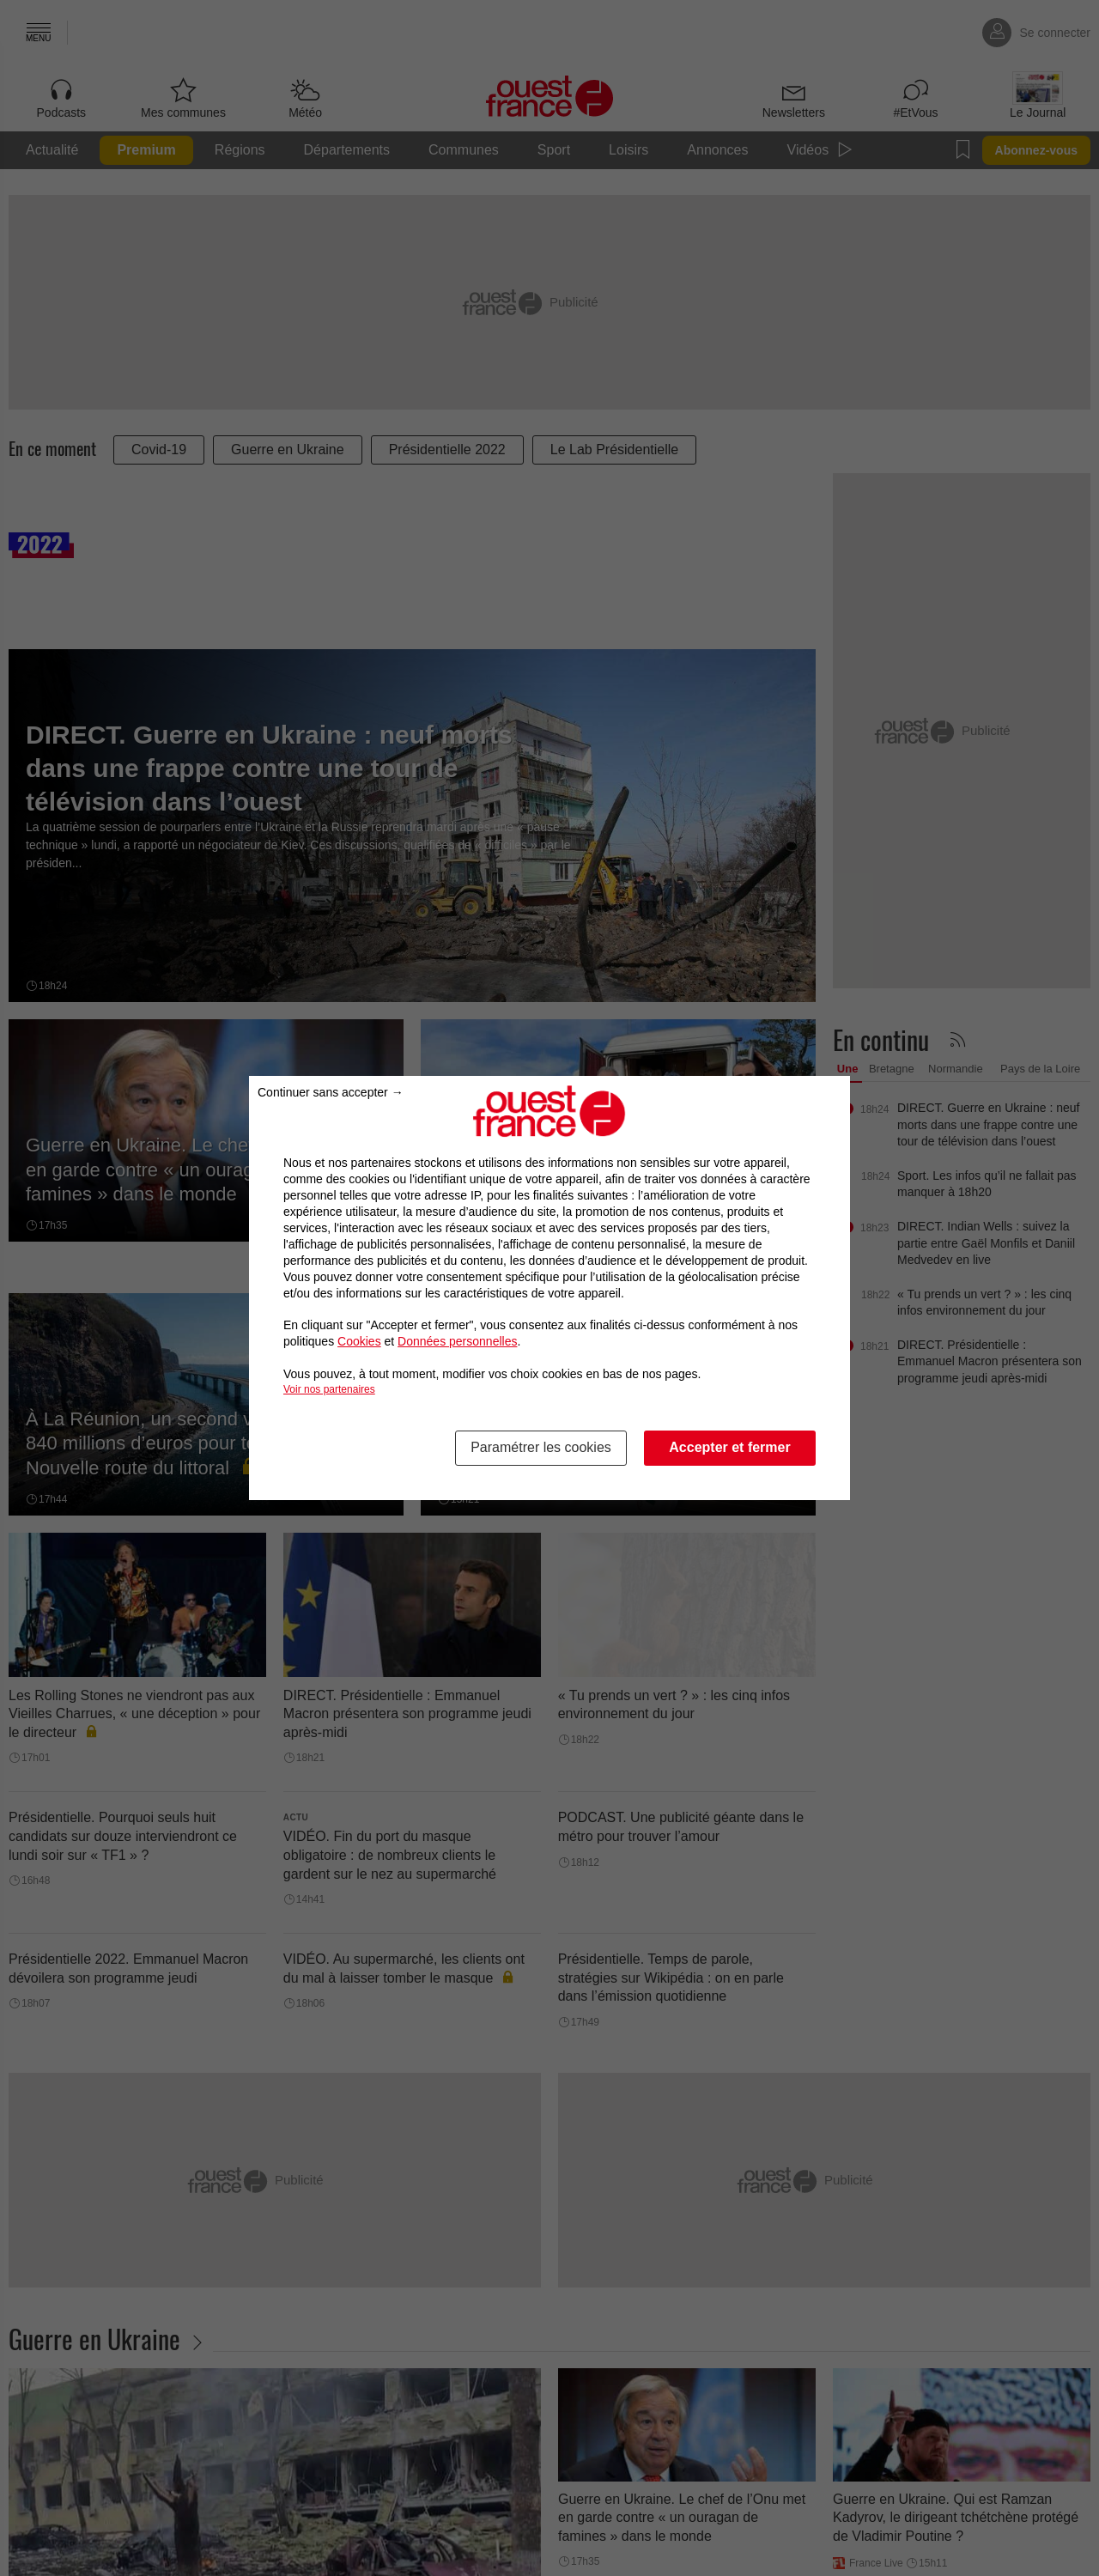 MENU
Se connecter
Podcasts
Mes communes
Météo
ouest
france
Newsletters
#EtVous
Le Journal
Actualité
Premium
Régions
Départements
Communes
Sport
Loisirs
Annonces
Vidéos
Abonnez-vous
ouest
france
Publicité
En ce moment
Covid-19
Guerre en Ukraine
Présidentielle 2022
Le Lab Présidentielle
2022
ouest
france
Publicité
DIRECT. Guerre en Ukraine : neuf morts
dans une frappe contre une tour de
télévision dans l’ouest
La quatrième session de pourparlers entre l’Ukraine et la Russie reprendra mardi après une « pause
technique » lundi, a rapporté un négociateur de Kiev. Ces discussions, qualifiées de « difficiles » par le
présiden...
18h24
Guerre en Ukraine. Le che
en garde contre « un ourag
famines » dans le monde
17h35
En continu
Une
Bretagne
Normandie
Pays de la Loire
18h24
DIRECT. Guerre en Ukraine : neuf
morts dans une frappe contre une
tour de télévision dans l’ouest
18h24
Sport. Les infos qu’il ne fallait pas
manquer à 18h20
18h23
DIRECT. Indian Wells : suivez la
partie entre Gaël Monfils et Daniil
Medvedev en live
18h22
« Tu prends un vert ? » : les cinq
infos environnement du jour
18h21
DIRECT. Présidentielle :
Emmanuel Macron présentera son
programme jeudi après-midi
Continuer sans accepter →
ouest
france
Nous et nos partenaires stockons et utilisons des informations non sensibles sur votre appareil,
comme des cookies ou l'identifiant unique de votre appareil, afin de traiter vos données à caractère
personnel telles que votre adresse IP, pour les finalités suivantes : l’amélioration de votre
expérience utilisateur, la mesure d’audience du site, la promotion de nos contenus, produits et
services, l’interaction avec les réseaux sociaux et avec des services proposés par des tiers,
l'affichage de publicités personnalisées, l'affichage de contenu personnalisé, la mesure de
performance des publicités et du contenu, les données d’audience et le développement de produit.
Vous pouvez donner votre consentement spécifique pour l’utilisation de la géolocalisation précise
et/ou des informations sur les caractéristiques de votre appareil.
En cliquant sur "Accepter et fermer", vous consentez aux finalités ci-dessus conformément à nos
politiques Cookies et Données personnelles.
Vous pouvez, à tout moment, modifier vos choix cookies en bas de nos pages.
Voir nos partenaires
Paramétrer les cookies
Accepter et fermer
À La Réunion, un second v
840 millions d’euros pour te
Nouvelle route du littoral
17h44
Les Rolling Stones ne viendront pas aux
Vieilles Charrues, « une déception » pour
le directeur
17h01
DIRECT. Présidentielle : Emmanuel
Macron présentera son programme jeudi
après-midi
18h21
« Tu prends un vert ? » : les cinq infos
environnement du jour
18h22
Présidentielle. Pourquoi seuls huit
candidats sur douze interviendront ce
lundi soir sur « TF1 » ?
16h48
ACTU
VIDÉO. Fin du port du masque
obligatoire : de nombreux clients le
gardent sur le nez au supermarché
14h41
PODCAST. Une publicité géante dans le
métro pour trouver l’amour
18h12
Présidentielle 2022. Emmanuel Macron
dévoilera son programme jeudi
18h07
VIDÉO. Au supermarché, les clients ont
du mal à laisser tomber le masque
18h06
Présidentielle. Temps de parole,
stratégies sur Wikipédia : on en parle
dans l’émission quotidienne
17h49
ouest
france
Publicité
ouest
france
Publicité
Guerre en Ukraine
Guerre en Ukraine. Le chef de l’Onu met
en garde contre « un ouragan de
famines » dans le monde
17h35
Guerre en Ukraine. Qui est Ramzan
Kadyrov, le dirigeant tchétchène protégé
de Vladimir Poutine ?
France Live
15h11